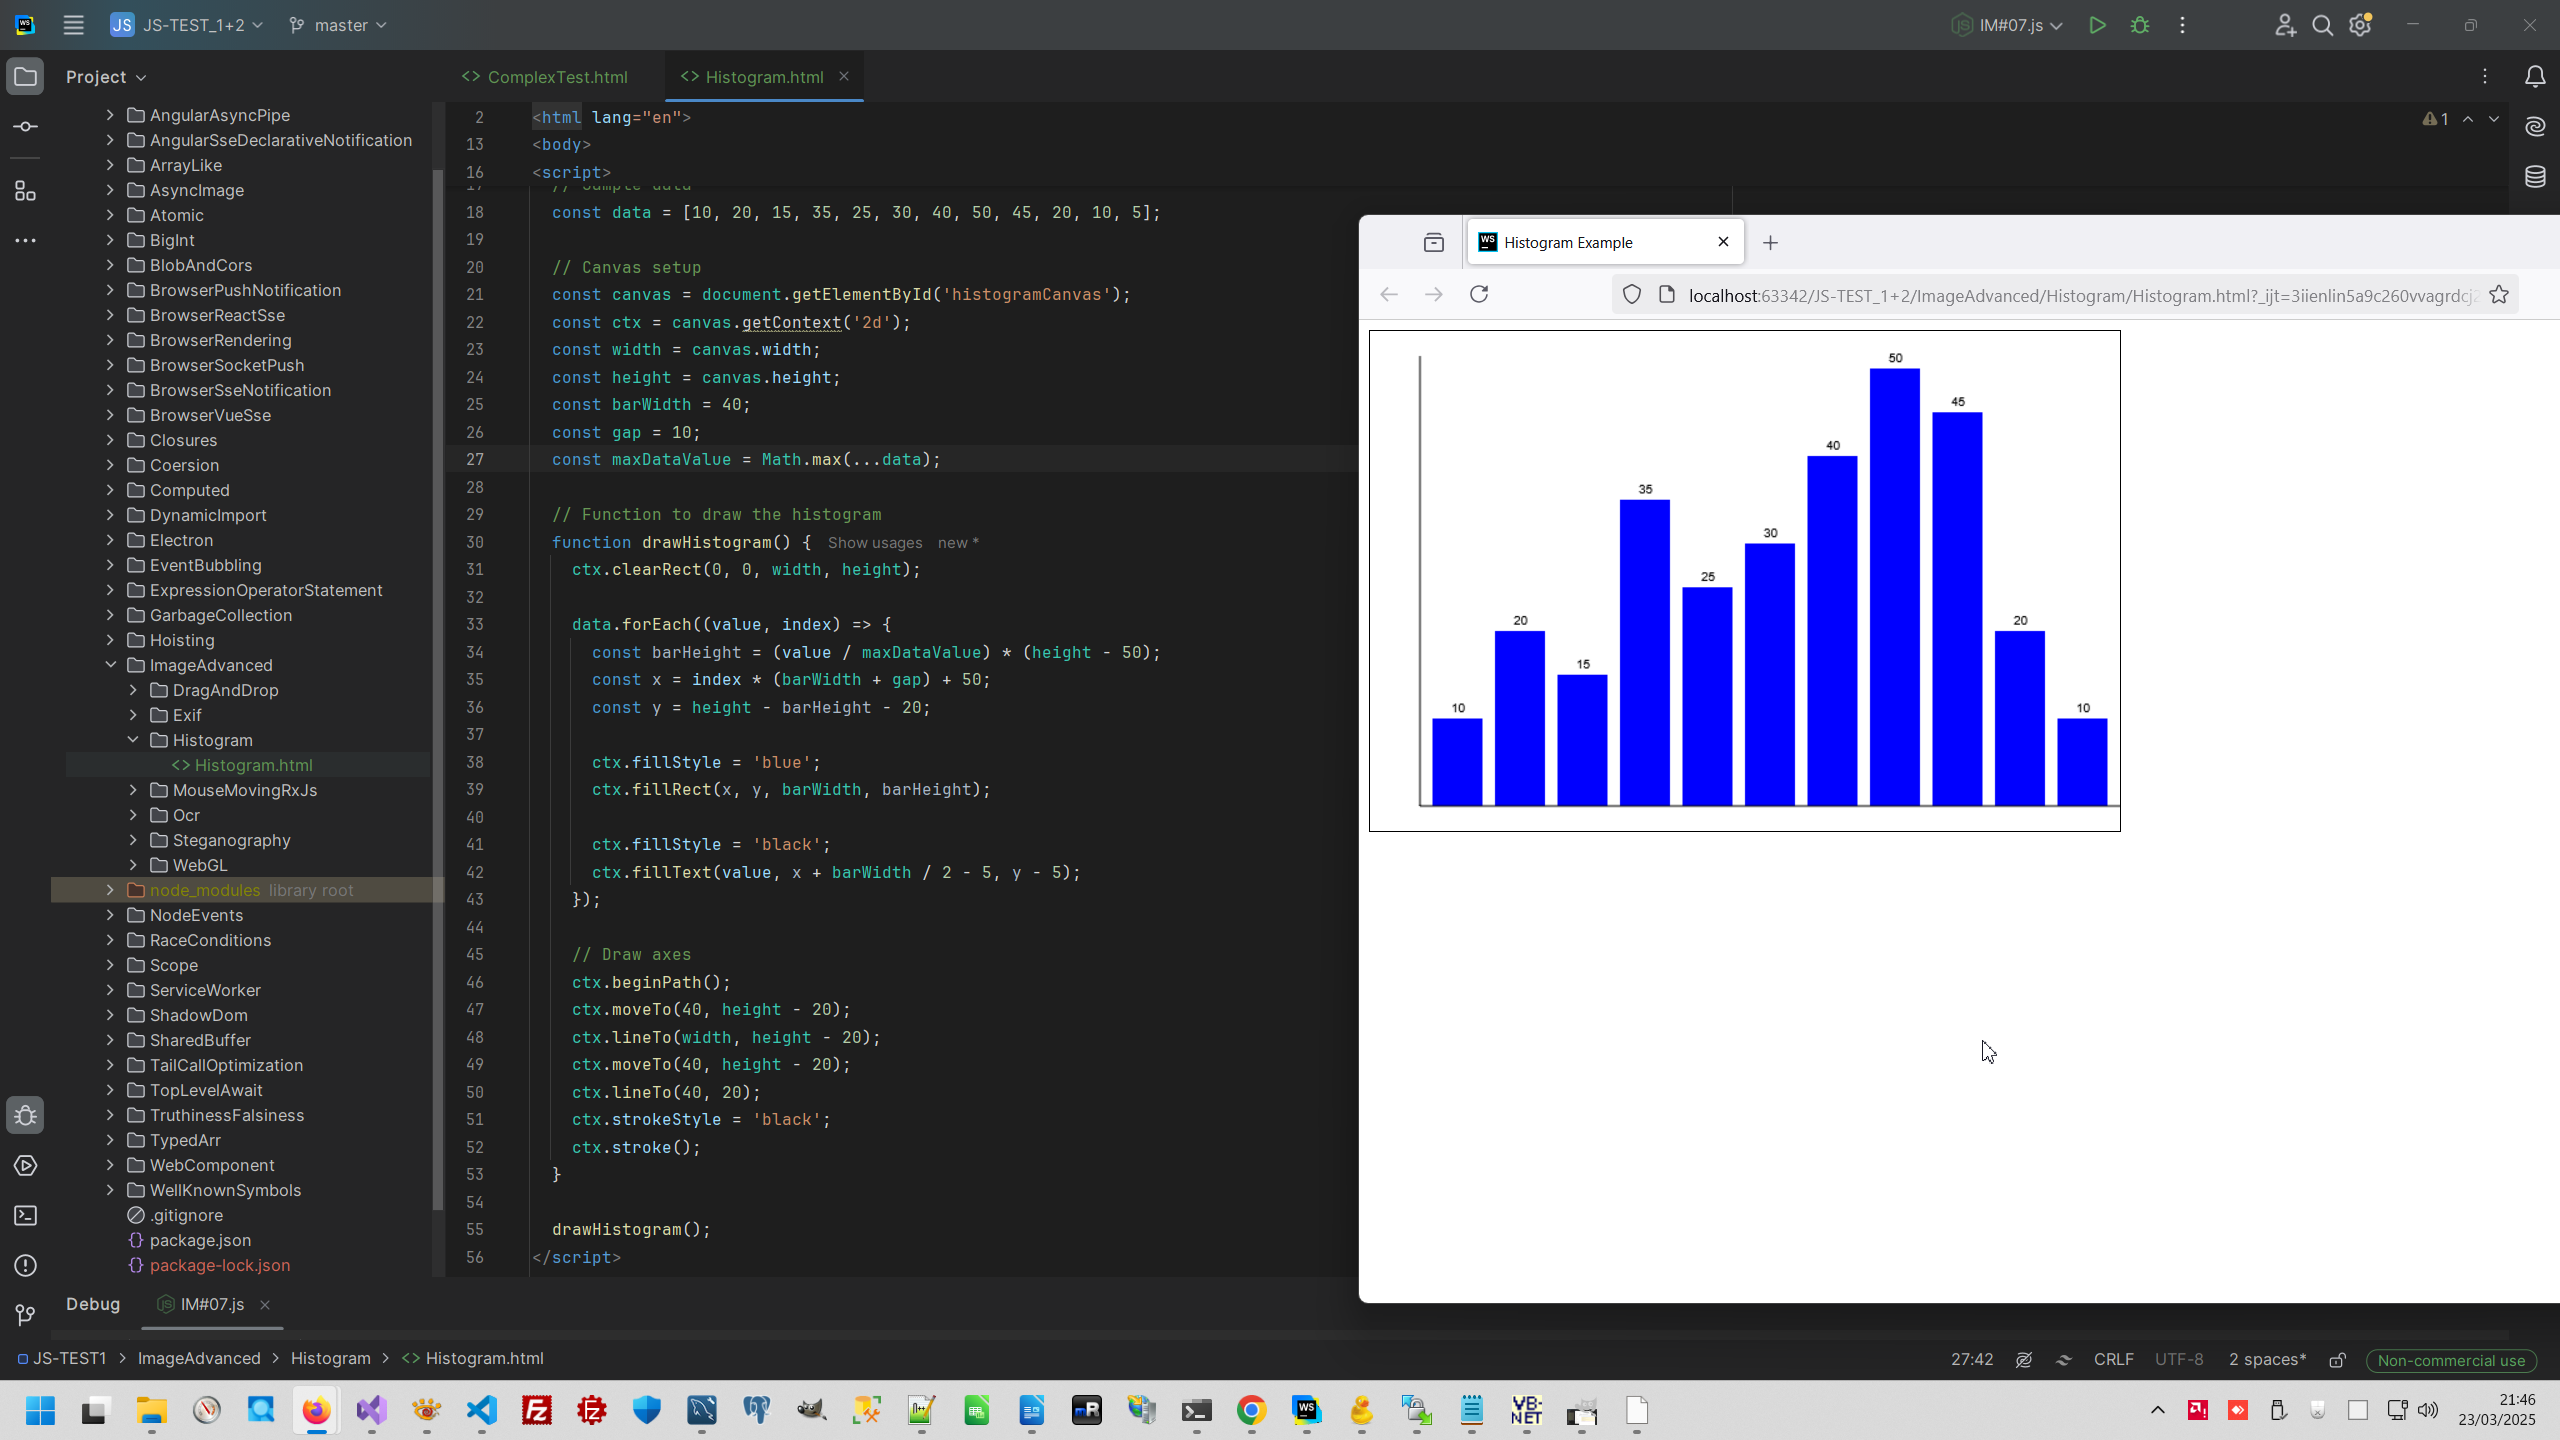 JS JS-TEST_1+2 master IM#07.js
Project
ComplexTest.html Histogram.html
AngularAsyncPipe
AngularSseDeclarativeNotification
ArrayLike
AsyncImage
Atomic
BigInt
BlobAndCors
BrowserPushNotification
BrowserReactSse
BrowserRendering
BrowserSocketPush
BrowserSseNotification
BrowserVueSse
Closures
Coersion
Computed
DynamicImport
Electron
EventBubbling
ExpressionOperatorStatement
GarbageCollection
Hoisting
ImageAdvanced
DragAndDrop
Exif
Histogram
Histogram.html
MouseMovingRxJs
Ocr
Steganography
WebGL
node_modules library root
NodeEvents
RaceConditions
Scope
ServiceWorker
ShadowDom
SharedBuffer
TailCallOptimization
TopLevelAwait
TruthinessFalsiness
TypedArr
WebComponent
WellKnownSymbols
.gitignore
package.json
package-lock.json
2 <html lang="en">
13 <body>
16 <script>
17 // Sample data
18 const data = [10, 20, 15, 35, 25, 30, 40, 50, 45, 20, 10, 5];
19
20 // Canvas setup
21 const canvas = document.getElementById('histogramCanvas');
22 const ctx = canvas.getContext('2d');
23 const width = canvas.width;
24 const height = canvas.height;
25 const barWidth = 40;
26 const gap = 10;
27 const maxDataValue = Math.max(...data);
28
29 // Function to draw the histogram
30 function drawHistogram() { Show usages new *
31 ctx.clearRect(0, 0, width, height);
32
33 data.forEach((value, index) => {
34 const barHeight = (value / maxDataValue) * (height - 50);
35 const x = index * (barWidth + gap) + 50;
36 const y = height - barHeight - 20;
37
38 ctx.fillStyle = 'blue';
39 ctx.fillRect(x, y, barWidth, barHeight);
40
41 ctx.fillStyle = 'black';
42 ctx.fillText(value, x + barWidth / 2 - 5, y - 5);
43 });
44
45 // Draw axes
46 ctx.beginPath();
47 ctx.moveTo(40, height - 20);
48 ctx.lineTo(width, height - 20);
49 ctx.moveTo(40, height - 20);
50 ctx.lineTo(40, 20);
51 ctx.strokeStyle = 'black';
52 ctx.stroke();
53 }
54
55 drawHistogram();
56 </script>
1
Histogram Example
localhost:63342/JS-TEST_1+2/ImageAdvanced/Histogram/Histogram.html?_ijt=3iienlin5a9c260vvagrdcj
50
45
40
35
30
25
20 20
15
10 10
Debug IM#07.js
JS-TEST1 > ImageAdvanced > Histogram > Histogram.html
27:42 CRLF UTF-8 2 spaces* Non-commercial use
21:46
23/03/2025